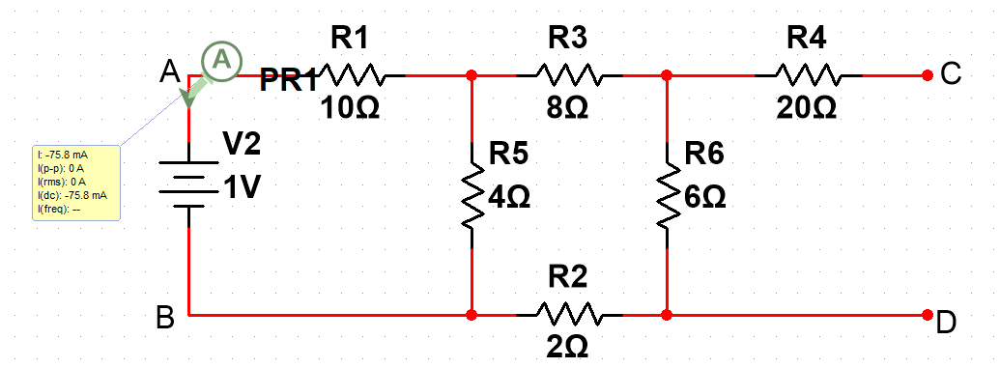 R1
R3
R4
A
A
PR1
C
10Ω
8Ω
20Ω
V2
1V
I: -75.8 mA
I(p-p): 0 A
I(rms): 0 A
I(dc): -75.8 mA
I(freq): --
R5
4Ω
R6
6Ω
R2
B
D
2Ω